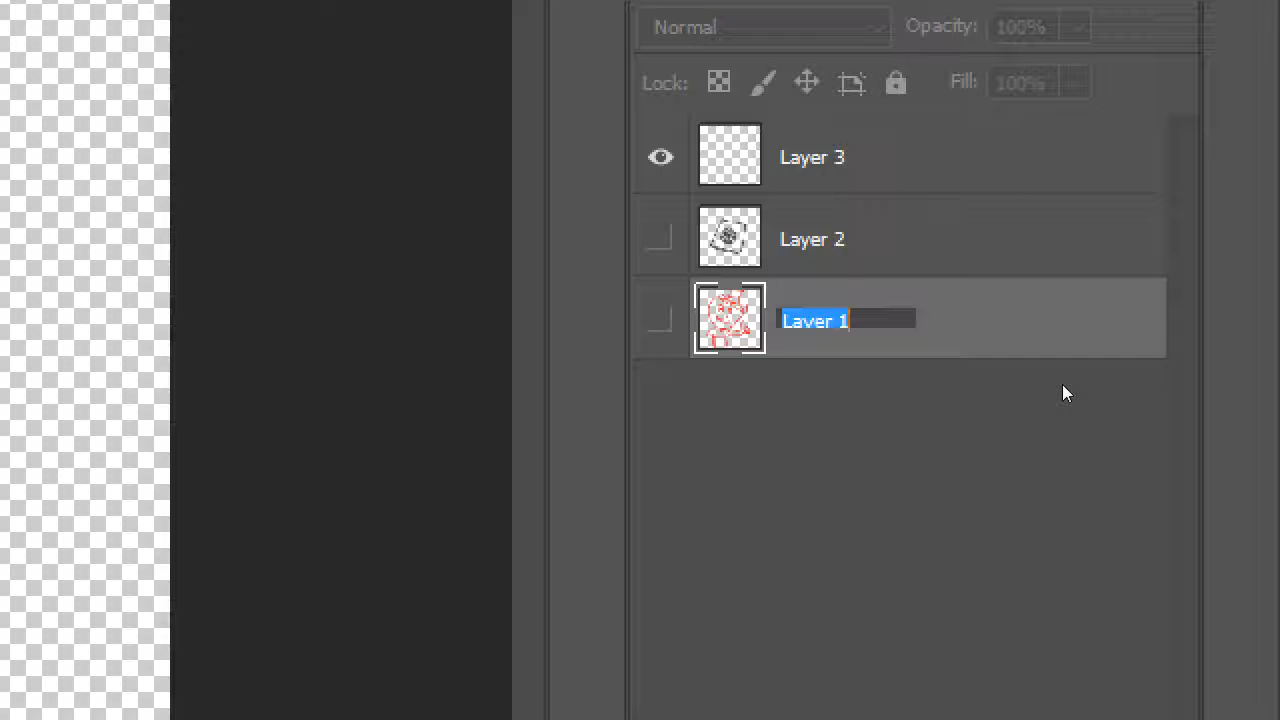 Normal Opacity: 100%
Lock: Fill: 100%
Layer 3
Layer 2
Layer 1